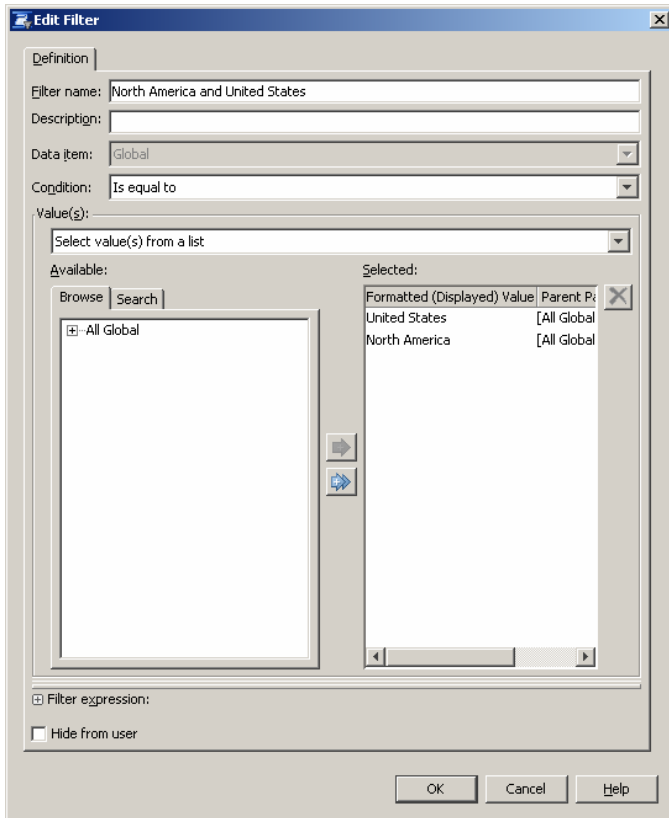 Edit Filter
Definition
Filter name: North America and United States
Description:
Data item: Global
Condition: Is equal to
Value(s):
Select value(s) from a list
Available:
Selected:
Browse Search
Formatted (Displayed) Value Parent Pa
All Global
United States [All Global
North America [All Global
Filter expression:
Hide from user
OK Cancel Help